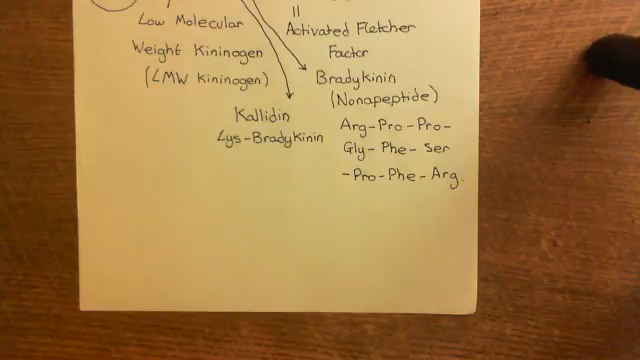 Low Molecular
Weight Kininogen
(LMW Kininogen)
=
Activated Fletcher
Factor
Bradykinin
(Nonapeptide)
Arg-Pro-Pro-
Gly-Phe-Ser
-Pro-Phe-Arg.
Kallidin
Lys-Bradykinin